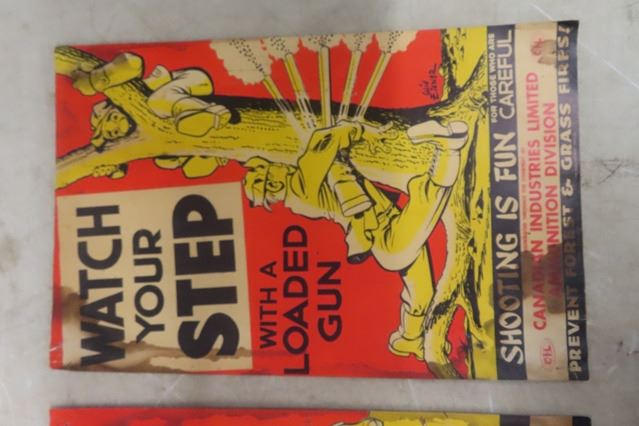 WATCH
YOUR
STEP
WITH A
LOADED
GUN
SHOOTING IS FUN FOR THOSE WHO ARE CAREFUL
CANADIAN INDUSTRIES LIMITED
AMMUNITION DIVISION
CIL
PREVENT FOREST & GRASS FIRES!